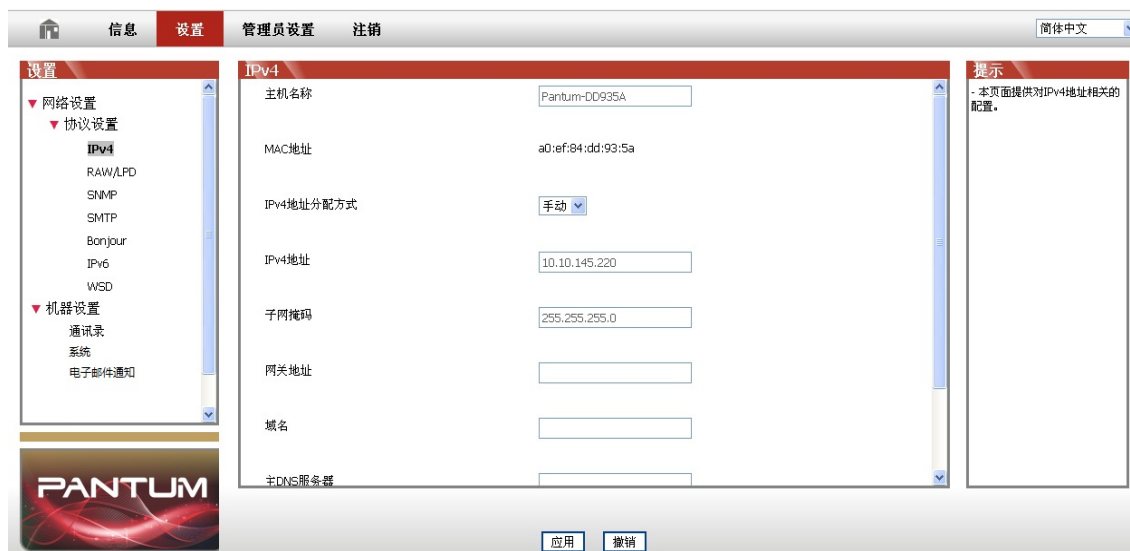 信息 设置 管理员设置 注销 简体中文
设置
网络设置
协议设置
IPv4
RAW/LPD
SNMP
SMTP
Bonjour
IPv6
WSD
机器设置
通讯录
系统
电子邮件通知
PANTUM
IPv4
主机名称 Pantum-DD935A
MAC地址 a0:ef:84:dd:93:5a
IPv4地址分配方式 手动
IPv4地址 10.10.145.220
子网掩码 255.255.255.0
网关地址
域名
主DNS服务器
应用 撤销
提示
- 本页面提供对IPv4地址相关的
配置。